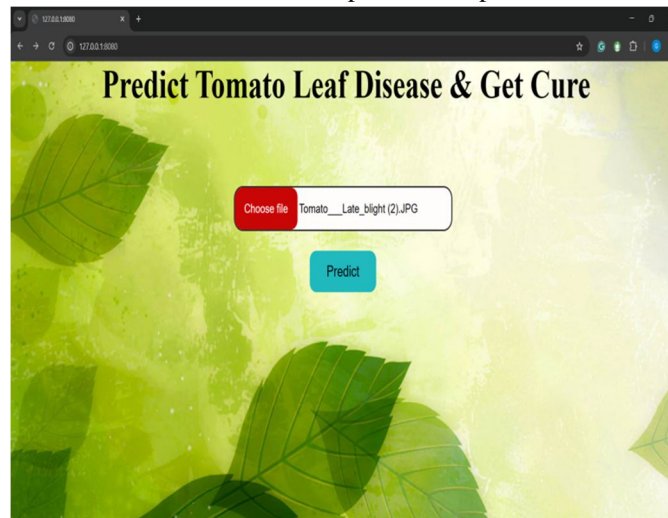 127.0.0.1:8080
127.0.0.1:8080
Predict Tomato Leaf Disease & Get Cure
Choose file Tomato___Late_blight (2).JPG
Predict